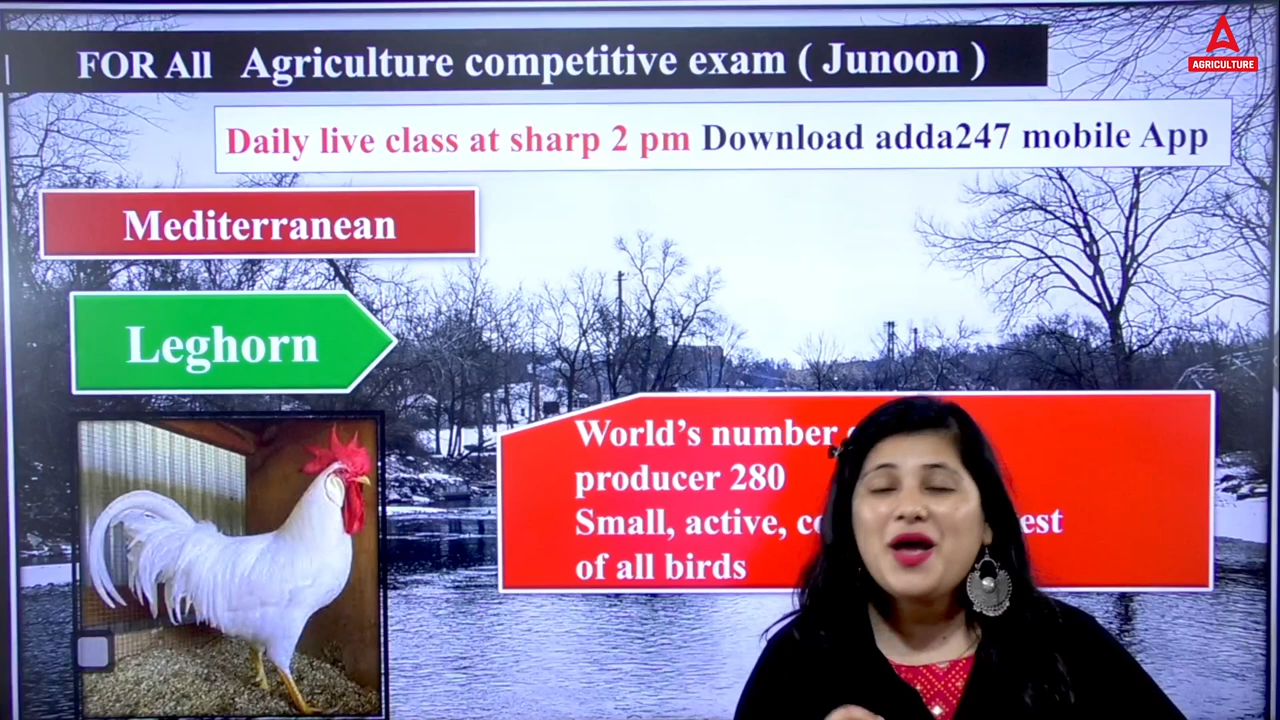 FOR All Agriculture competitive exam ( Junoon )
AGRICULTURE
Daily live class at sharp 2 pm Download adda247 mobile App
Mediterranean
Leghorn
World's number
producer 280
Small, active, est
of all birds